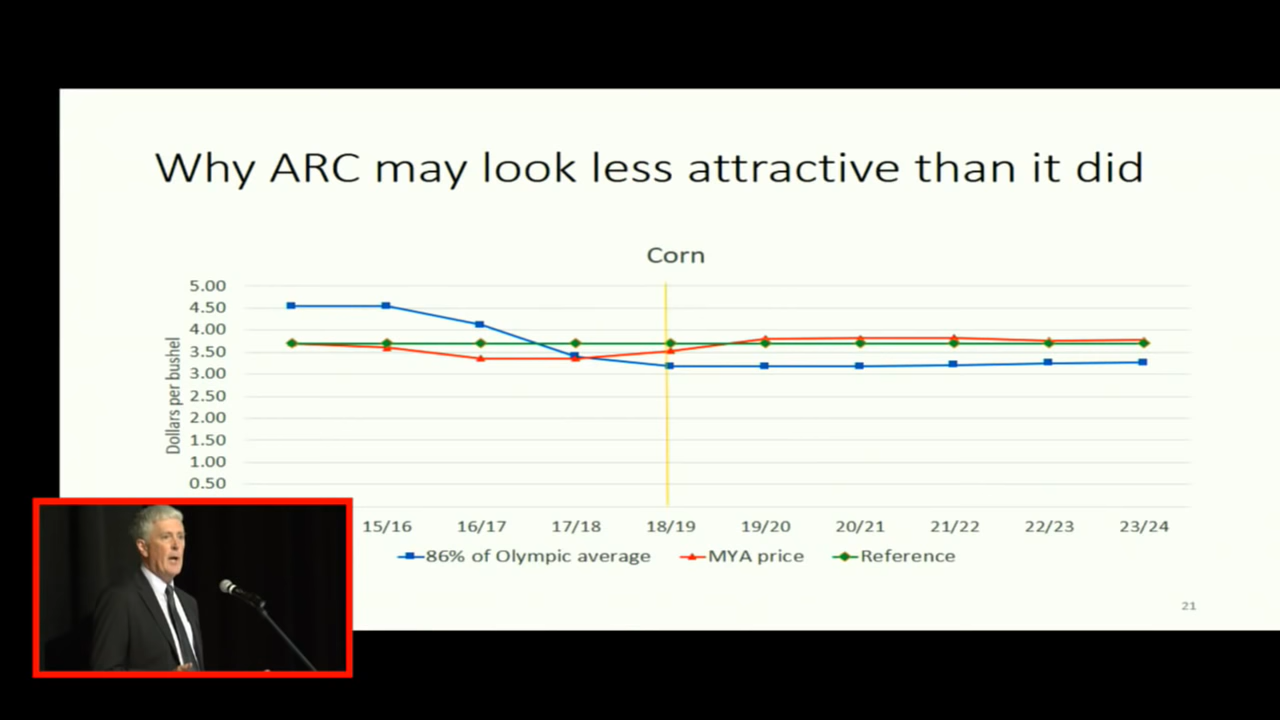 Why ARC may look less attractive than it did
Corn
Dollars per bushel
5.00
4.50
4.00
3.50
3.00
2.50
2.00
1.50
1.00
0.50
15/16 16/17 17/18 18/19 19/20 20/21 21/22 22/23 23/24
86% of Olympic average MYA price Reference
21